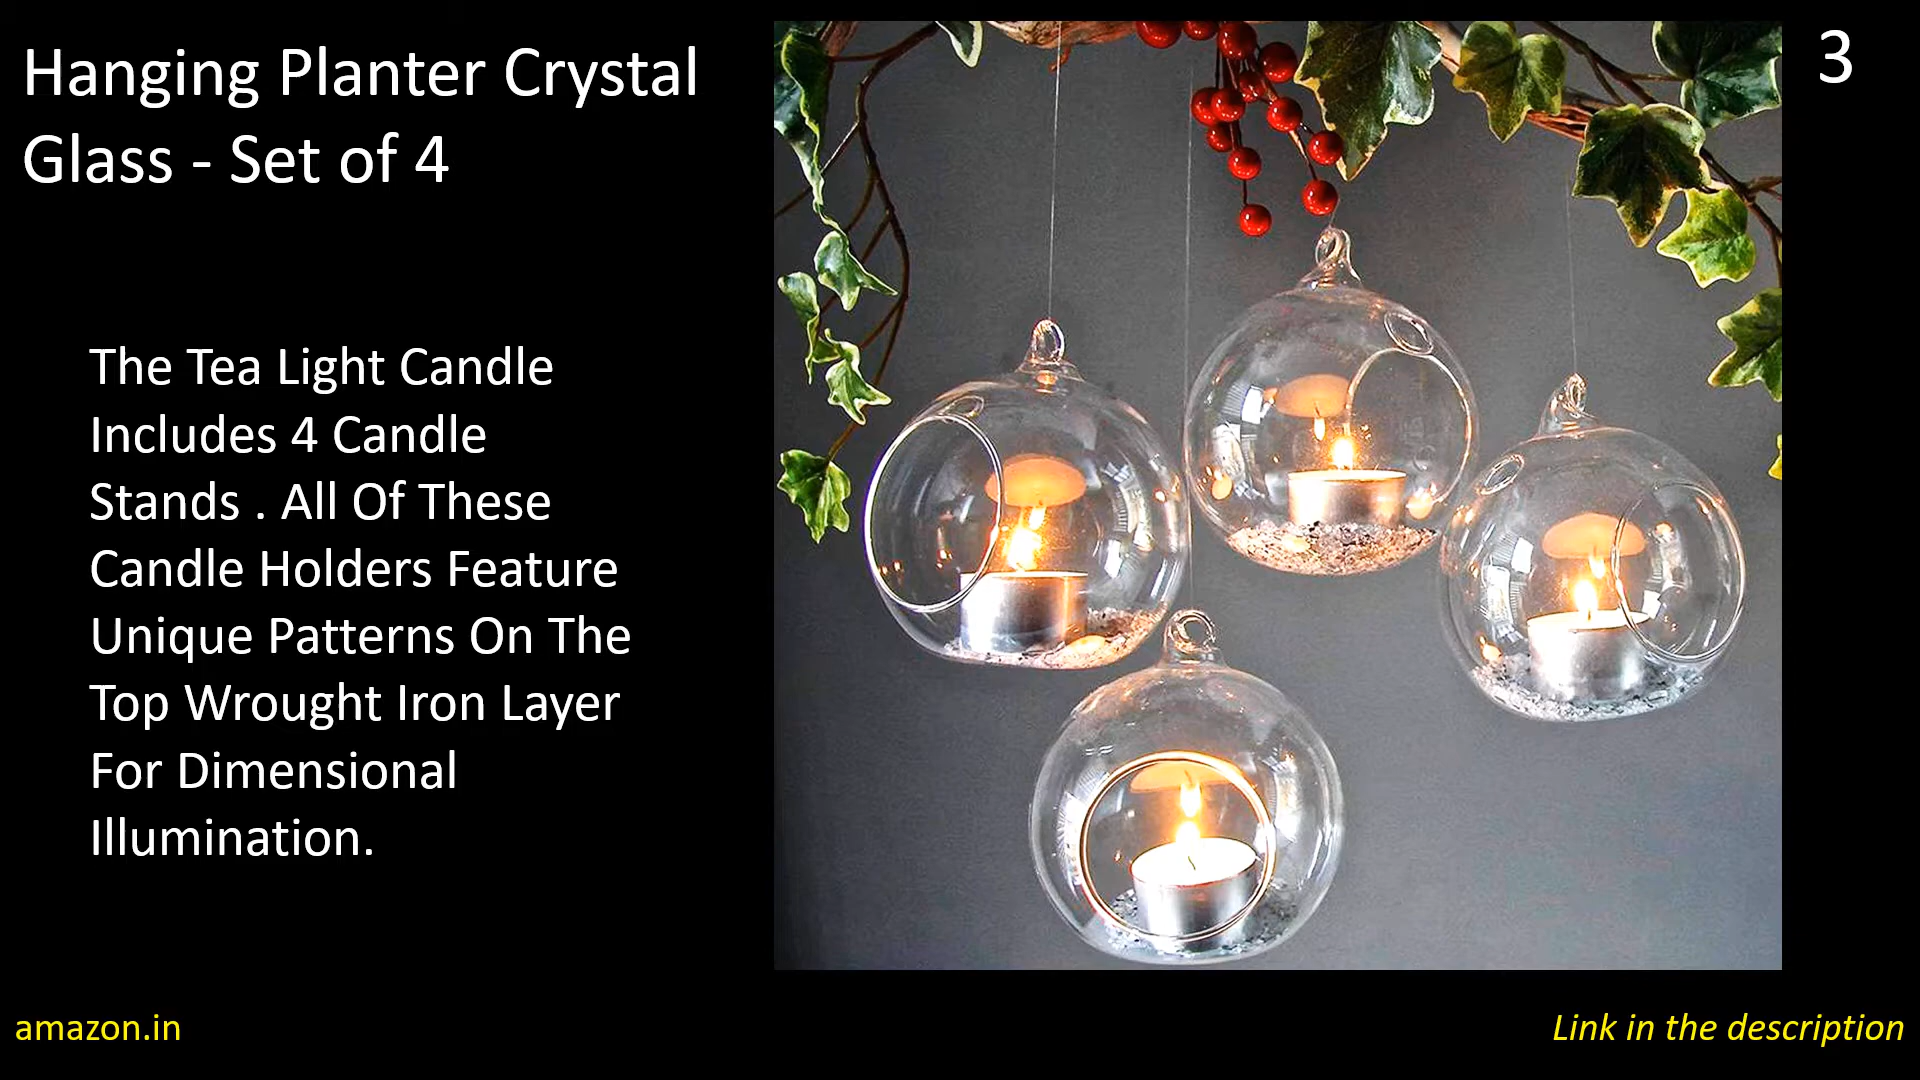 Hanging Planter Crystal
Glass - Set of 4
3
The Tea Light Candle
Includes 4 Candle
Stands . All Of These
Candle Holders Feature
Unique Patterns On The
Top Wrought Iron Layer
For Dimensional
Illumination.
amazon.in
Link in the description